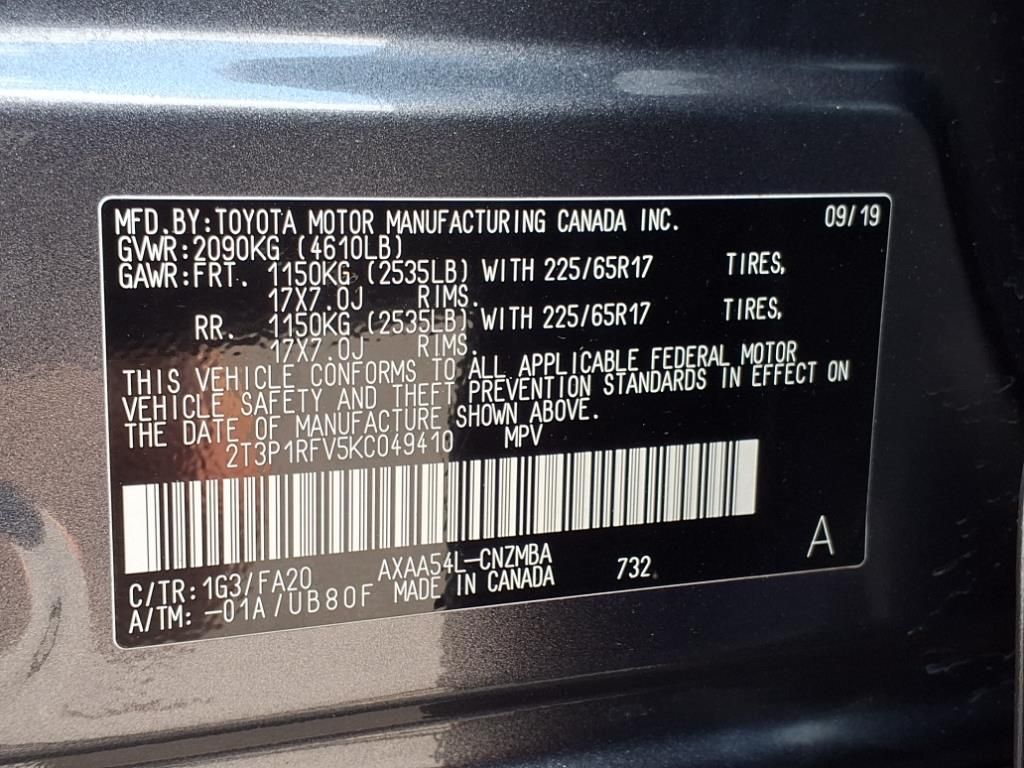 MFD.BY:TOYOTA MOTOR MANUFACTURING CANADA INC. 09/19
GVWR:2090KG (4610LB)
GAWR:FRT. 1150KG (2535LB) WITH 225/65R17 TIRES,
17X7.0J RIMS.
RR. 1150KG (2535LB) WITH 225/65R17 TIRES,
17X7.0J RIMS.
THIS VEHICLE CONFORMS TO ALL APPLICABLE FEDERAL MOTOR
VEHICLE SAFETY AND THEFT PREVENTION STANDARDS IN EFFECT ON
THE DATE OF MANUFACTURE SHOWN ABOVE.
2T3P1RFV5KC049410 MPV
C/TR:1G3/FA20 AXAA54L-CNZMBA 732 A
A/TM:-01A/UB80F MADE IN CANADA